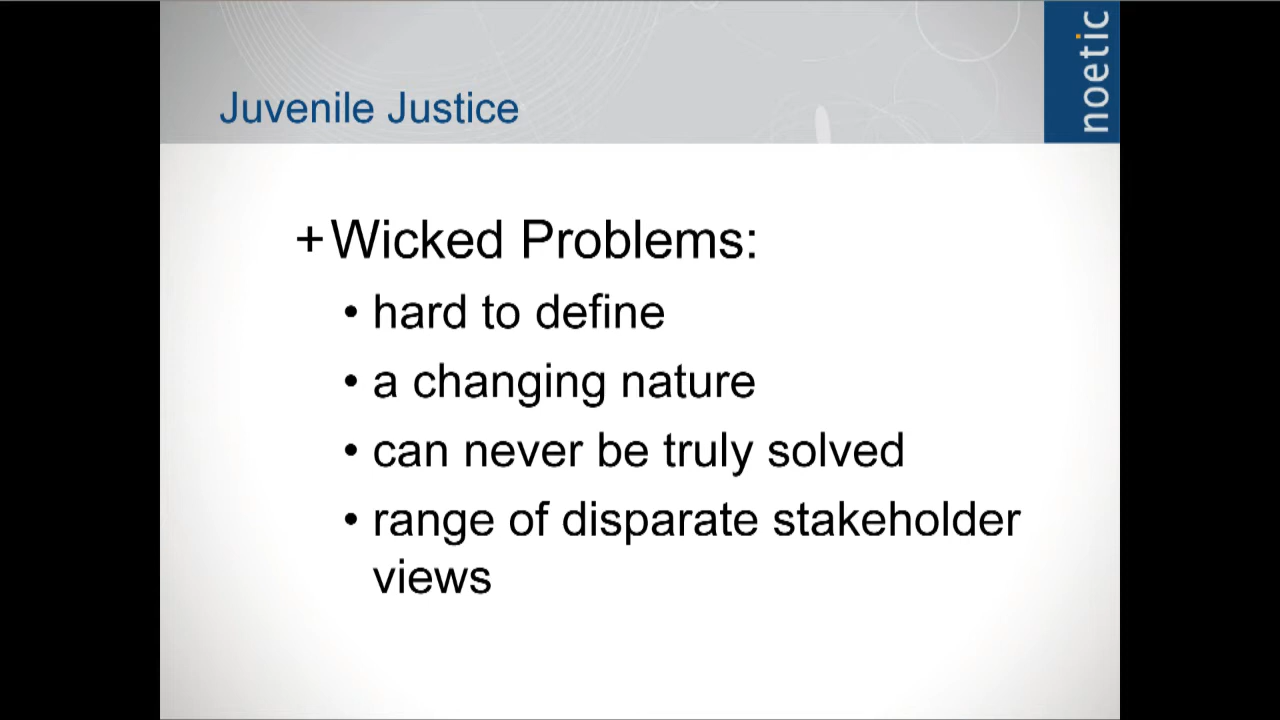 Juvenile Justice
noetic
+Wicked Problems:
• hard to define
• a changing nature
• can never be truly solved
• range of disparate stakeholder
views